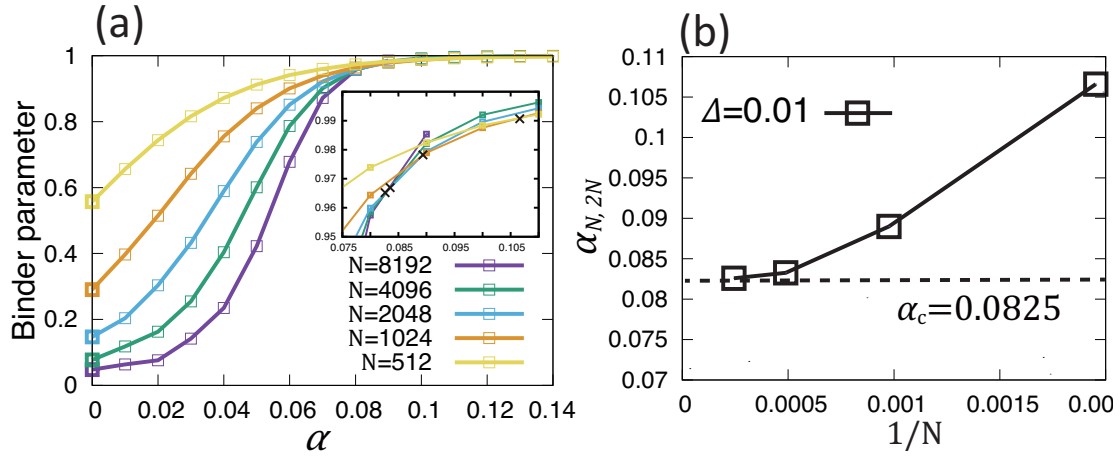 (a)
Binder parameter
1
0.8
0.6
0.4
0.2
0
0
0.02
0.04
0.06
0.08
0.1
0.12
0.14
α
0.99
0.98
0.97
0.96
0.95
0.075
0.085
0.095
0.105
N=8192
N=4096
N=2048
N=1024
N=512
(b)
α_{N, 2N}
0.11
0.105
0.1
0.095
0.09
0.085
0.08
0.075
0.07
0
0.0005
0.001
0.0015
0.00
1/N
Δ=0.01
α_c=0.0825